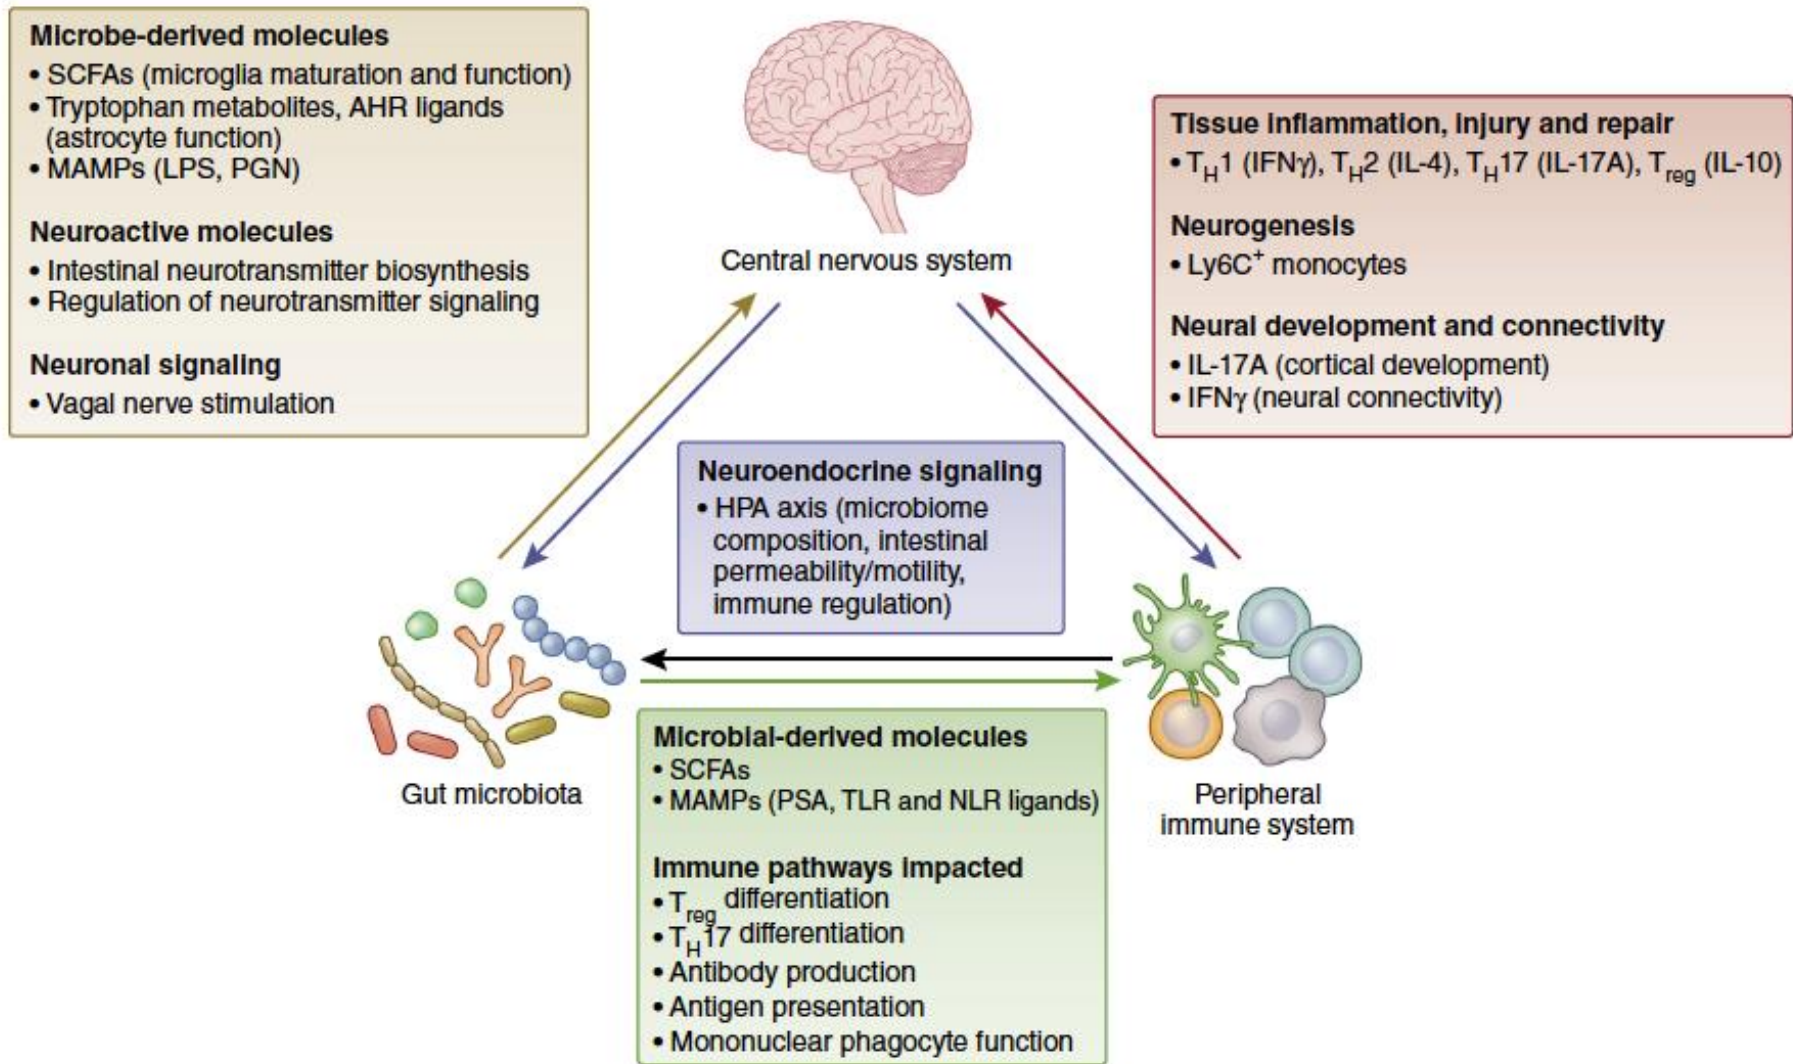 Microbe-derived molecules
• SCFAs (microglia maturation and function)
• Tryptophan metabolites, AHR ligands
(astrocyte function)
• MAMPs (LPS, PGN)
Neuroactive molecules
• Intestinal neurotransmitter biosynthesis
• Regulation of neurotransmitter signaling
Neuronal signaling
• Vagal nerve stimulation
Central nervous system
Tissue inflammation, injury and repair
• TH1 (IFNγ), TH2 (IL-4), TH17 (IL-17A), Treg (IL-10)
Neurogenesis
• Ly6C+ monocytes
Neural development and connectivity
• IL-17A (cortical development)
• IFNγ (neural connectivity)
Neuroendocrine signaling
• HPA axis (microbiome
composition, intestinal
permeability/motility,
immune regulation)
Gut microbiota
Peripheral
immune system
Microbial-derived molecules
• SCFAs
• MAMPs (PSA, TLR and NLR ligands)
Immune pathways impacted
• Treg differentiation
• TH17 differentiation
• Antibody production
• Antigen presentation
• Mononuclear phagocyte function